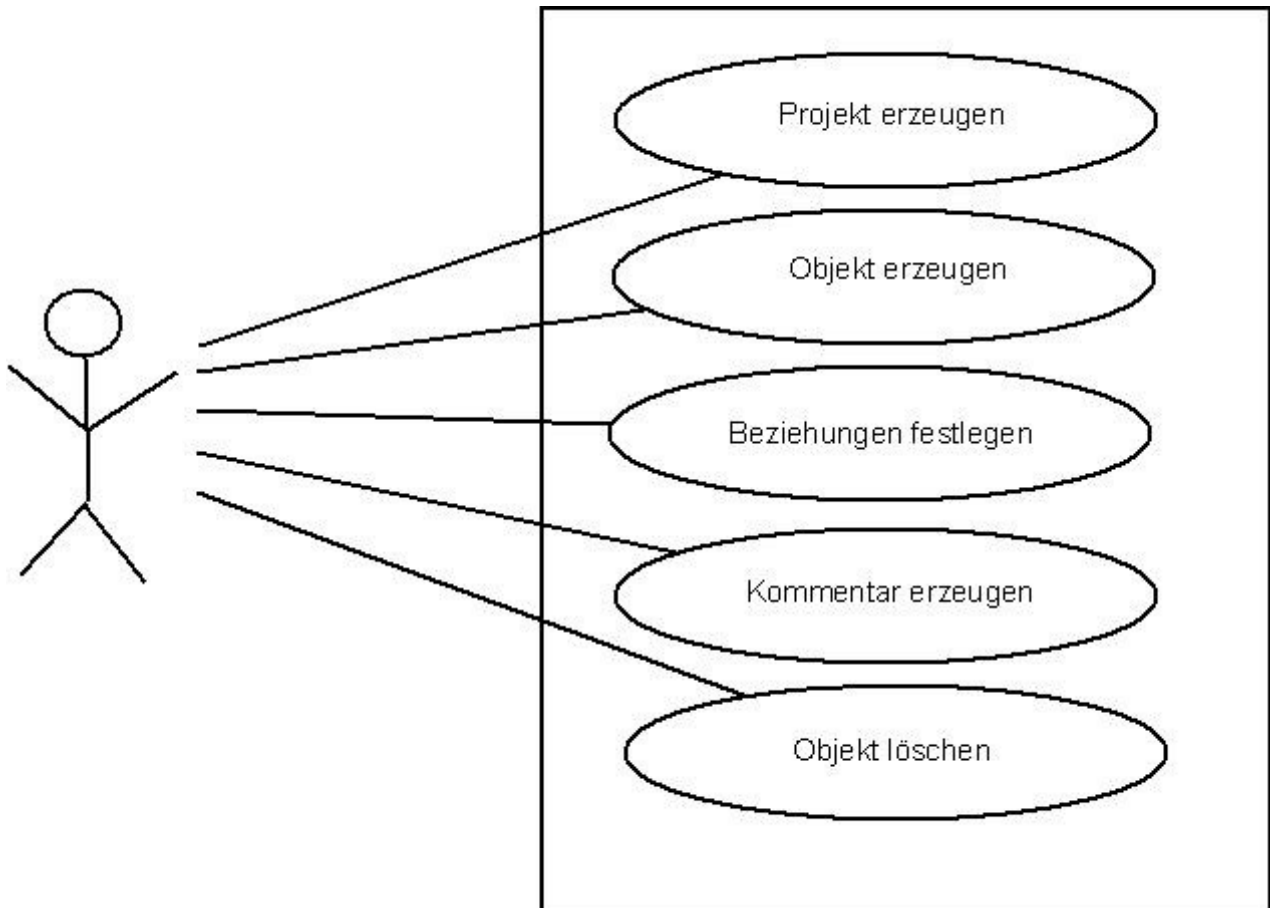 Projekt erzeugen
Objekt erzeugen
Beziehungen festlegen
Kommentar erzeugen
Objekt löschen